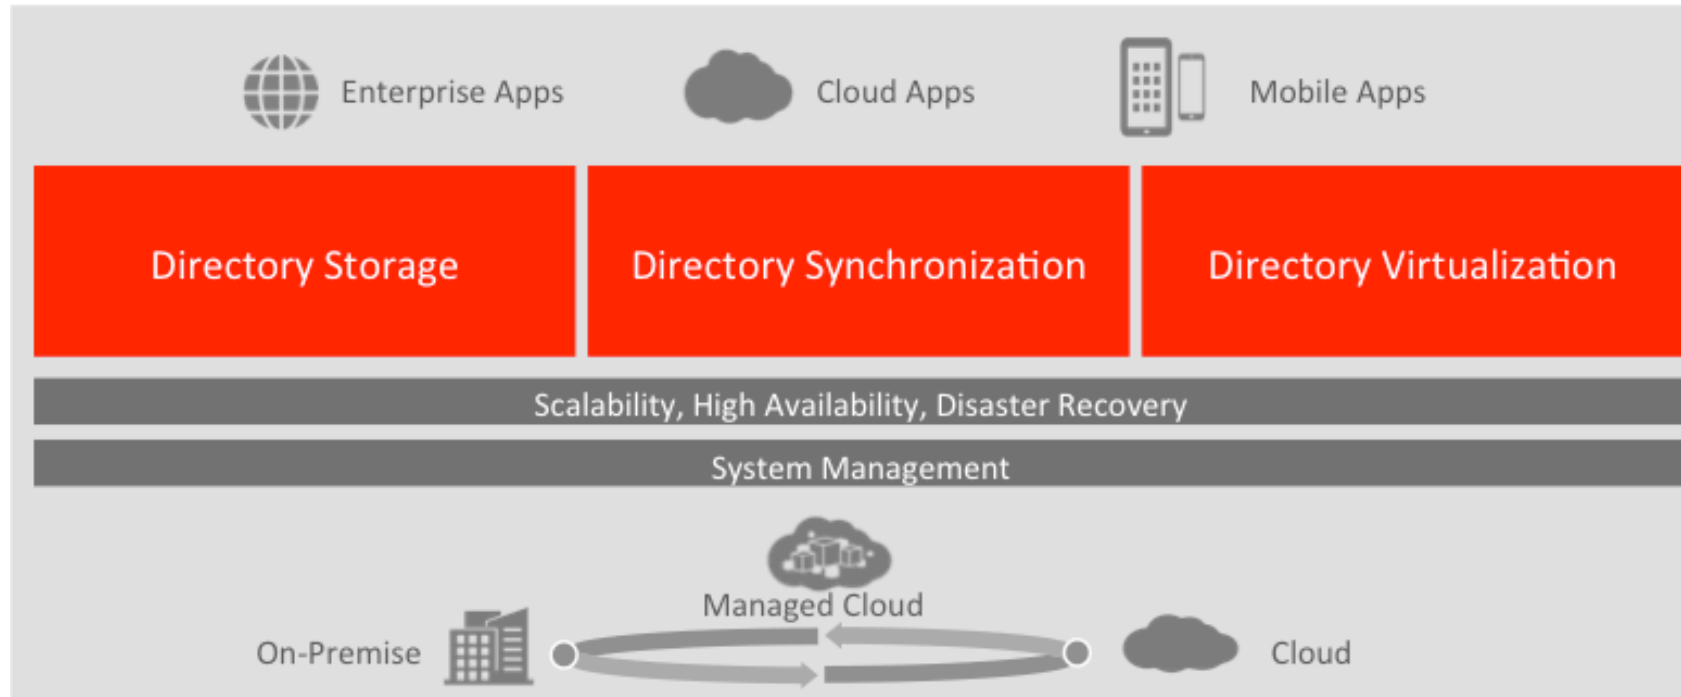 Enterprise Apps
Cloud Apps
Mobile Apps
Directory Storage
Directory Synchronization
Directory Virtualization
Scalability, High Availability, Disaster Recovery
System Management
Managed Cloud
On-Premise
Cloud